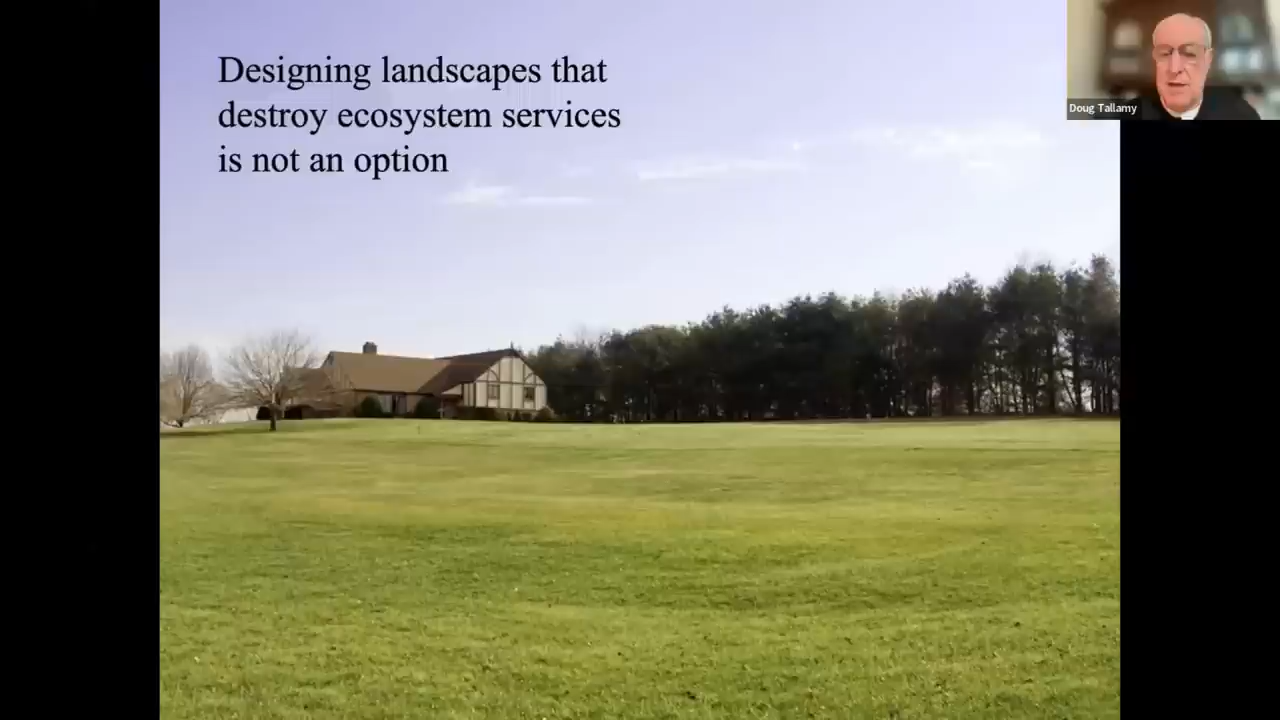 Designing landscapes that
destroy ecosystem services
is not an option
Doug Tallamy